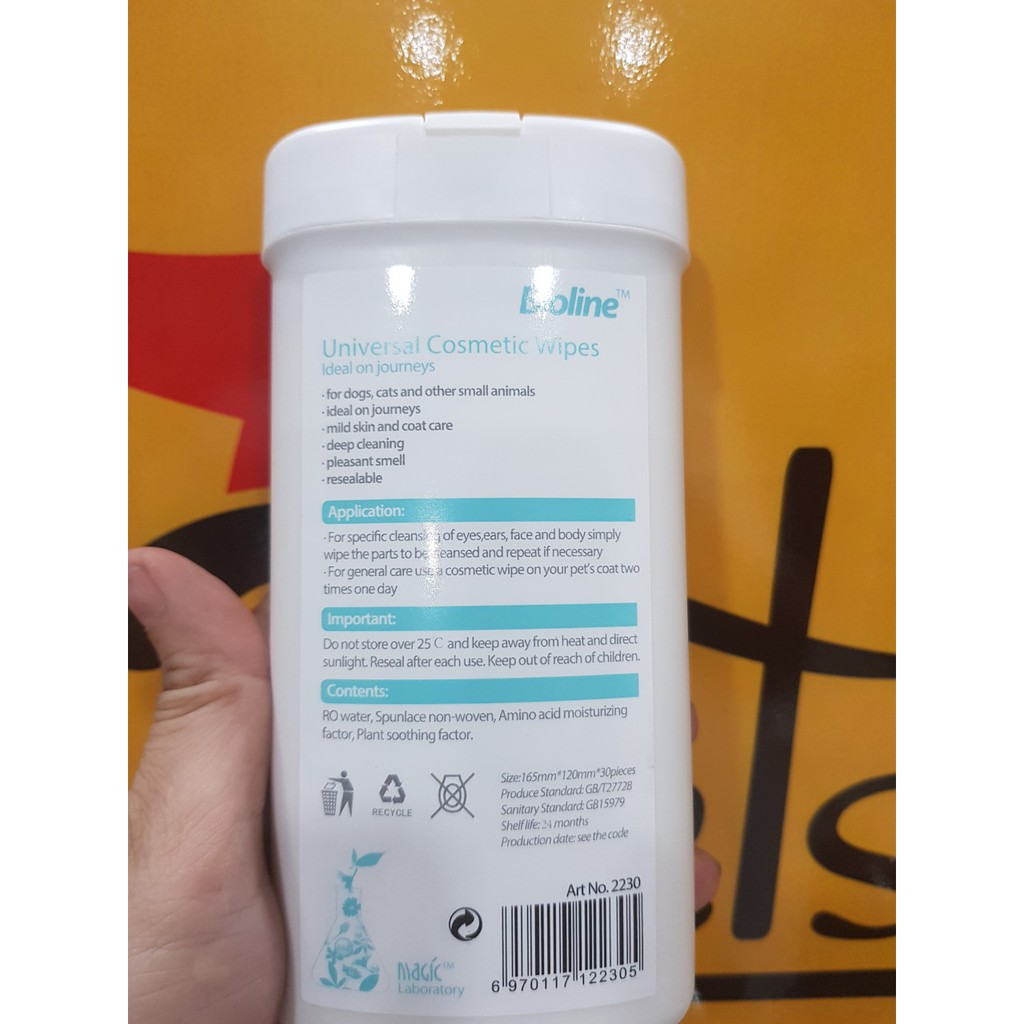 Bioline™
Universal Cosmetic Wipes
Ideal on journeys
·for dogs, cats and other small animals
·ideal on journeys
·mild skin and coat care
·deep cleaning
·pleasant smell
·resealable
Application:
·For specific cleansing of eyes,ears, face and body simply
wipe the parts to be cleansed and repeat if necessary
·For general care use a cosmetic wipe on your pet's coat two
times one day
Important:
Do not store over 25℃ and keep away from heat and direct
sunlight. Reseal after each use. Keep out of reach of children.
Contents:
RO water, Spunlace non-woven, Amino acid moisturizing
factor, Plant soothing factor.
RECYCLE
Size:165mm*120mm*30pieces
Produce Standard: GB/T27728
Sanitary Standard: GB15979
Shelf life: 24 months
Production date: see the code
Art No. 2230
magic™
Laboratory
6 970117 122305